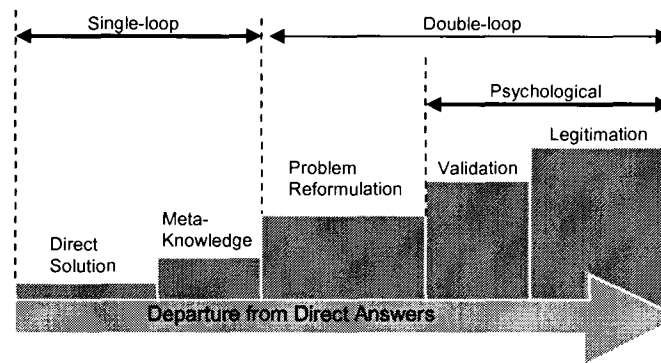 Single-loop
Double-loop
Psychological
Legitimation
Problem
Reformulation
Validation
Meta-
Knowledge
Direct
Solution
Departure from Direct Answers